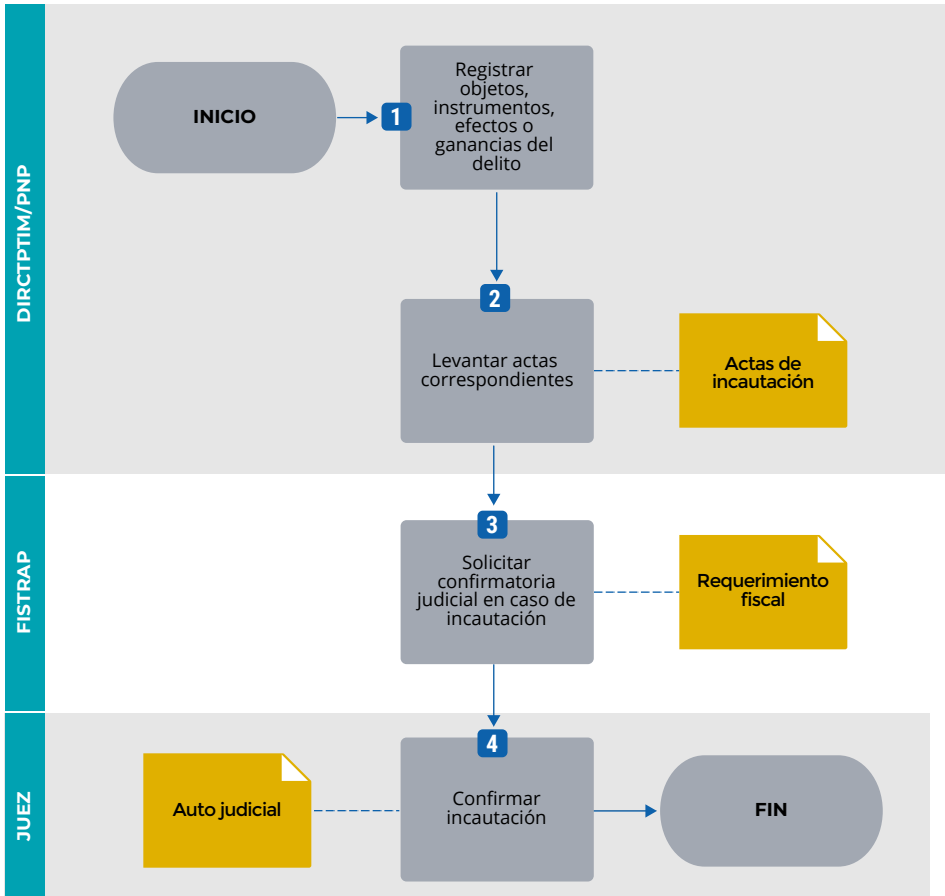 DIRCTPTIM/PNP
INICIO
1
Registrar
objetos,
instrumentos,
efectos o
ganancias del
delito
2
Levantar actas
correspondientes
Actas de
incautación
FISTRAP
3
Solicitar
confirmatoria
judicial en caso de
incautación
Requerimiento
fiscal
JUEZ
Auto judicial
4
Confirmar
incautación
FIN